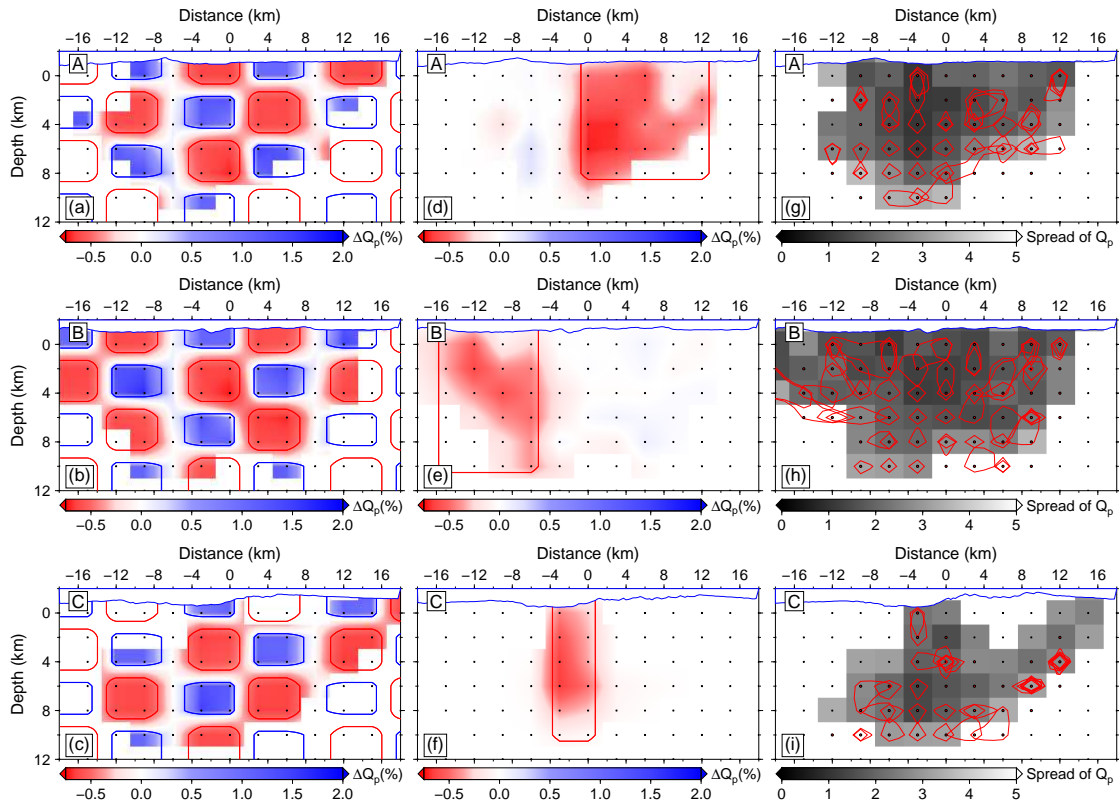 Distance (km) Distance (km) Distance (km)
−16 −12 −8 −4 0 4 8 12 16 −16 −12 −8 −4 0 4 8 12 16 −16 −12 −8 −4 0 4 8 12 16
A A A
0
4
8
12
Depth (km)
(a) (d) (g)
−0.5 0.0 0.5 1.0 1.5 2.0 ΔQp(%) −0.5 0.0 0.5 1.0 1.5 2.0 ΔQp(%) 0 1 2 3 4 5 Spread of Qp
Distance (km) Distance (km) Distance (km)
−16 −12 −8 −4 0 4 8 12 16 −16 −12 −8 −4 0 4 8 12 16 −16 −12 −8 −4 0 4 8 12 16
B B B
0
4
8
12
Depth (km)
(b) (e) (h)
−0.5 0.0 0.5 1.0 1.5 2.0 ΔQp(%) −0.5 0.0 0.5 1.0 1.5 2.0 ΔQp(%) 0 1 2 3 4 5 Spread of Qp
Distance (km) Distance (km) Distance (km)
−16 −12 −8 −4 0 4 8 12 16 −16 −12 −8 −4 0 4 8 12 16 −16 −12 −8 −4 0 4 8 12 16
C C C
0
4
8
12
Depth (km)
(c) (f) (i)
−0.5 0.0 0.5 1.0 1.5 2.0 ΔQp(%) −0.5 0.0 0.5 1.0 1.5 2.0 ΔQp(%) 0 1 2 3 4 5 Spread of Qp